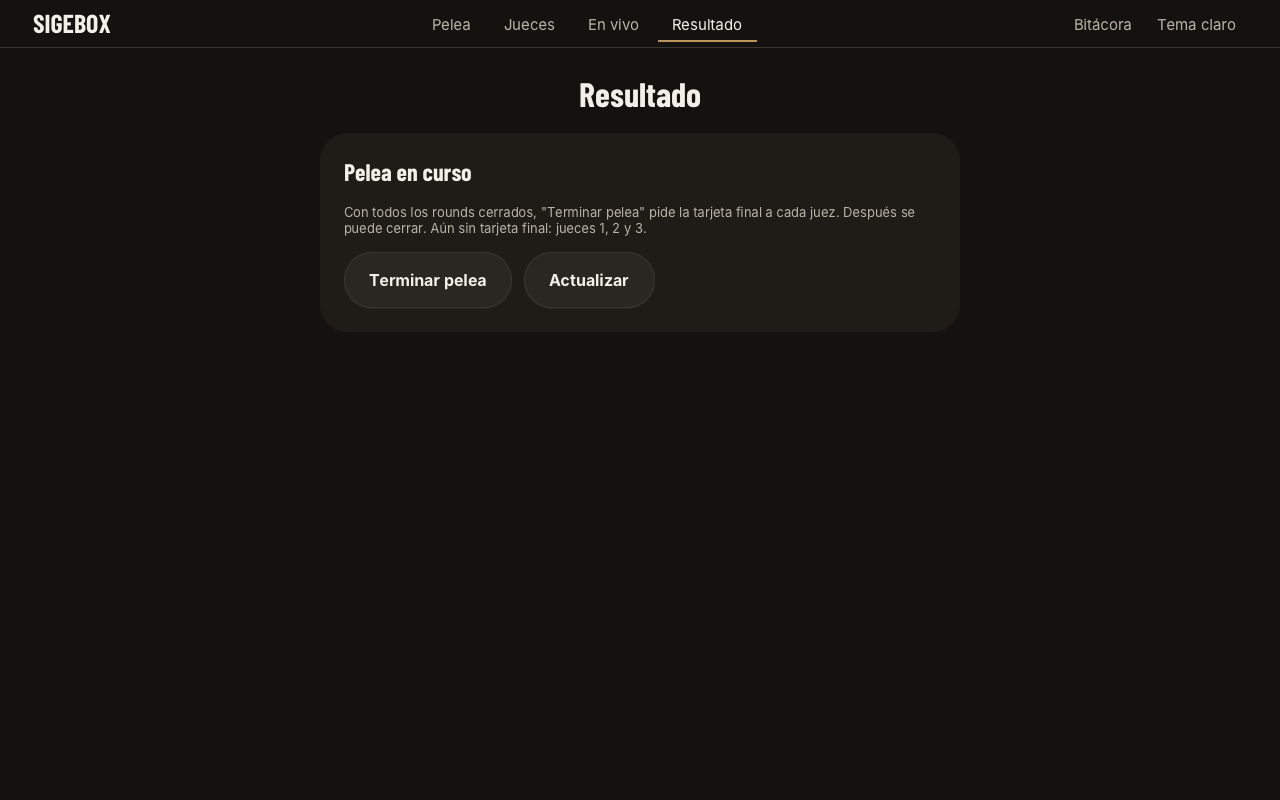 SIGEBOX
Pelea
Jueces
En vivo
Resultado
Bitácora
Tema claro
Resultado
Pelea en curso
Con todos los rounds cerrados, "Terminar pelea" pide la tarjeta final a cada juez. Después se
puede cerrar. Aún sin tarjeta final: jueces 1, 2 y 3.
Terminar pelea
Actualizar